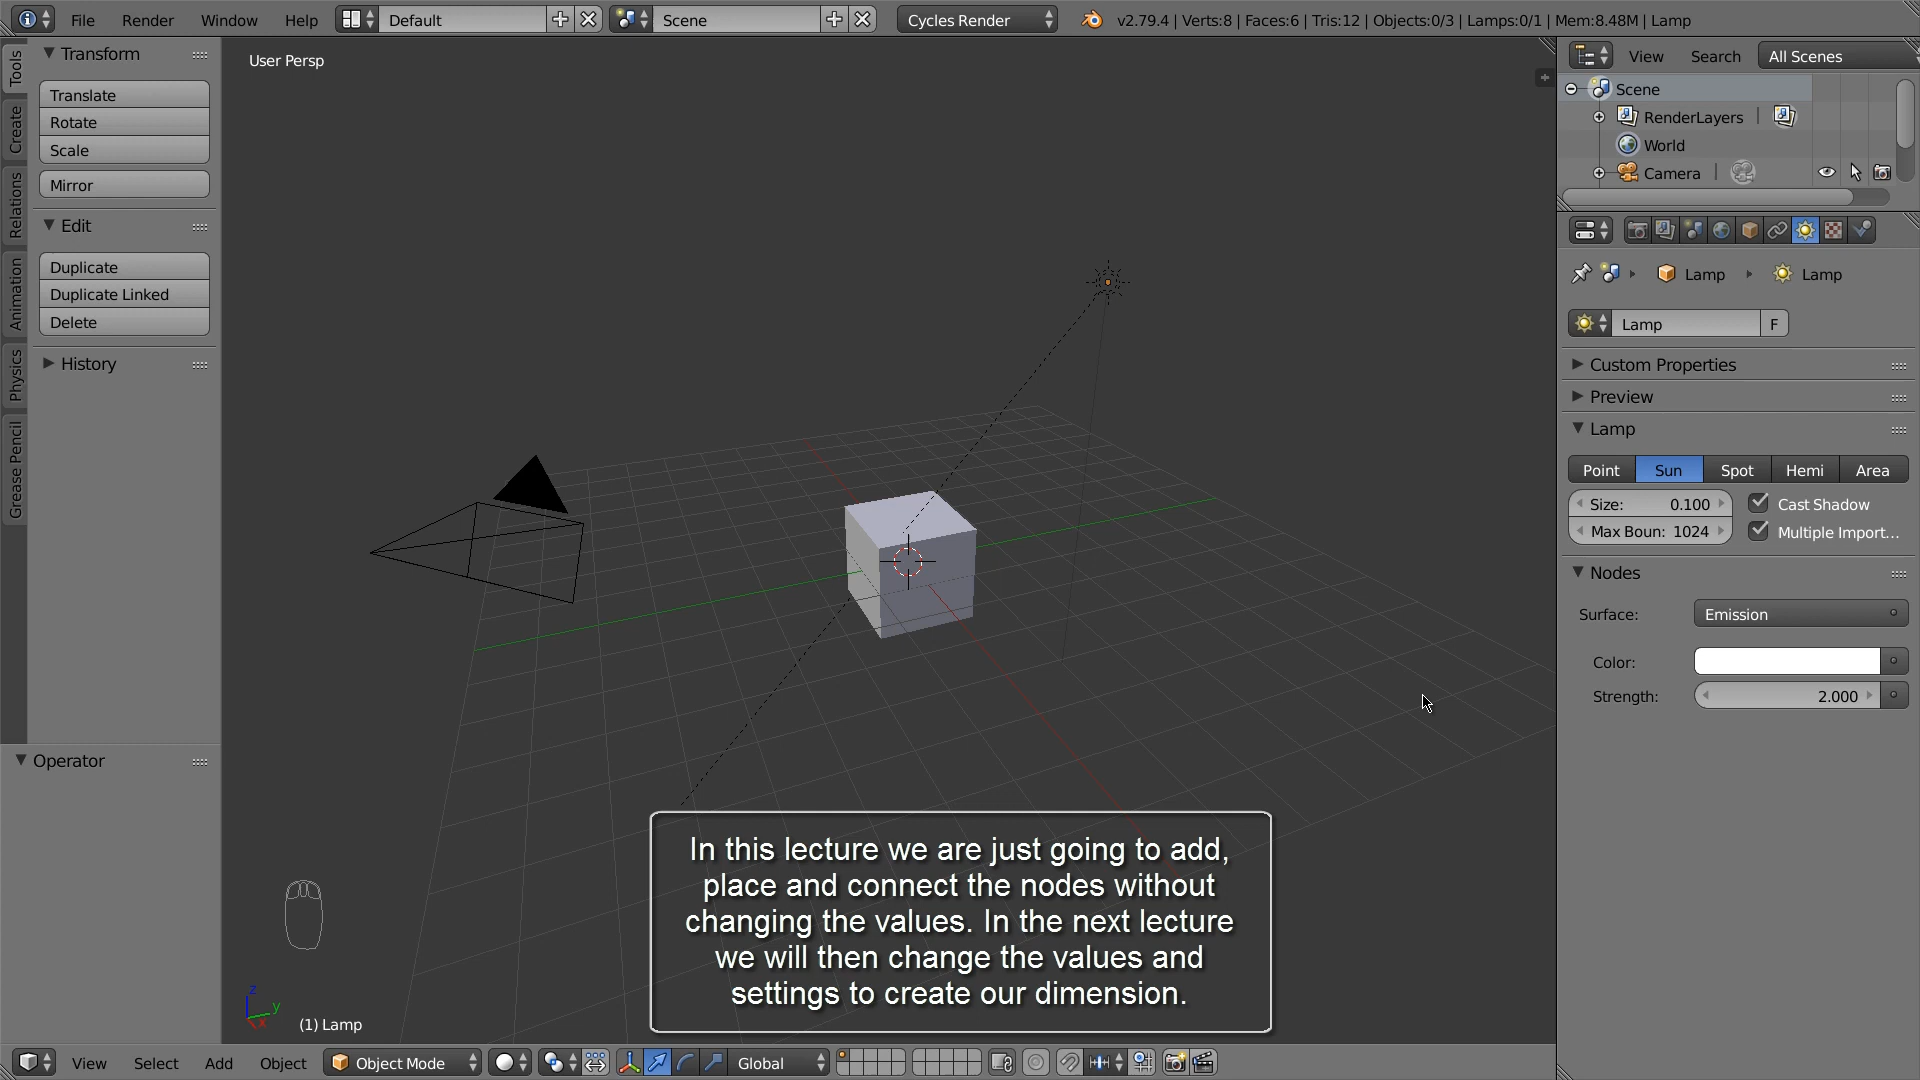 File Render Window Help Default Scene Cycles Render v2.79.4 | Verts:8 | Faces:6 | Tris:12 | Objects:0/3 | Lamps:0/1 | Mem:8.48M | Lamp
Tools
Create
Relations
Animation
Physics
Grease Pencil
Transform
Translate
Rotate
Scale
Mirror
Edit
Duplicate
Duplicate Linked
Delete
History
Operator
User Persp
In this lecture we are just going to add,
place and connect the nodes without
changing the values. In the next lecture
we will then change the values and
settings to create our dimension.
z
y
x
(1) Lamp
View Select Add Object Object Mode Global
View Search All Scenes
Scene
RenderLayers
World
Camera
Lamp Lamp
Lamp F
Custom Properties
Preview
Lamp
Point Sun Spot Hemi Area
Size: 0.100 Cast Shadow
Max Boun: 1024 Multiple Import...
Nodes
Surface: Emission
Color:
Strength: 2.000